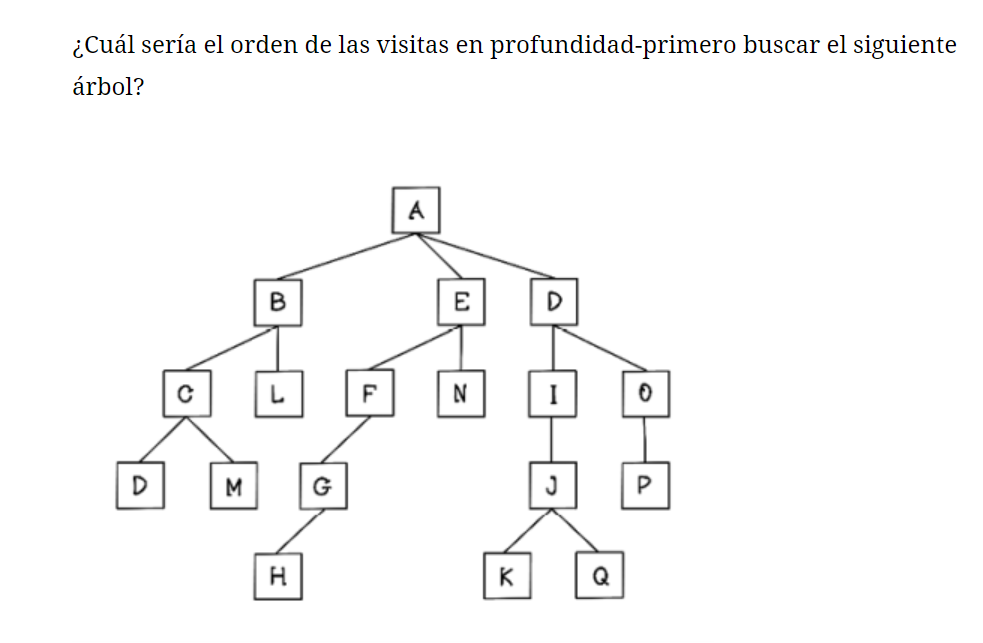 ¿Cuál sería el orden de las visitas en profundidad-primero buscar el siguiente
árbol?
A
B E D
C L F N I O
D M G J P
H K Q